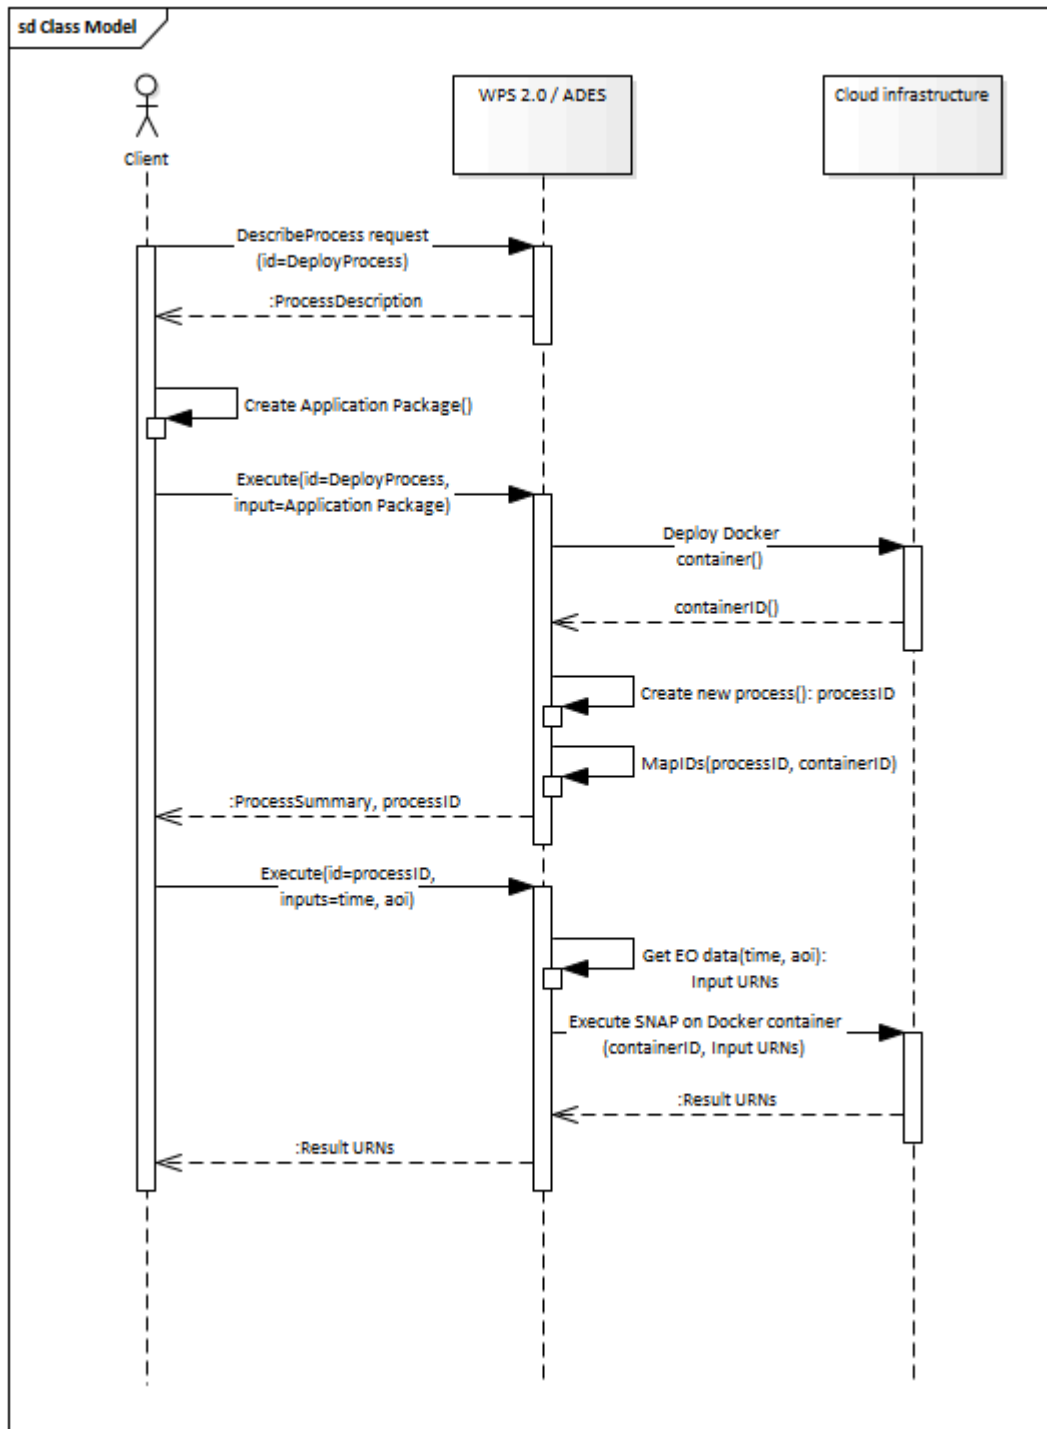 sd Class Model
Client
WPS 2.0 / ADES
Cloud infrastructure
DescribeProcess request
(id=DeployProcess)
:ProcessDescription
Create Application Package()
Execute(id=DeployProcess,
input=Application Package)
Deploy Docker
container()
containerID()
Create new process(): processID
MapIDs(processID, containerID)
:ProcessSummary, processID
Execute(id=processID,
inputs=time, aoi)
Get EO data(time, aoi):
Input URNs
Execute SNAP on Docker container
(containerID, Input URNs)
:Result URNs
:Result URNs